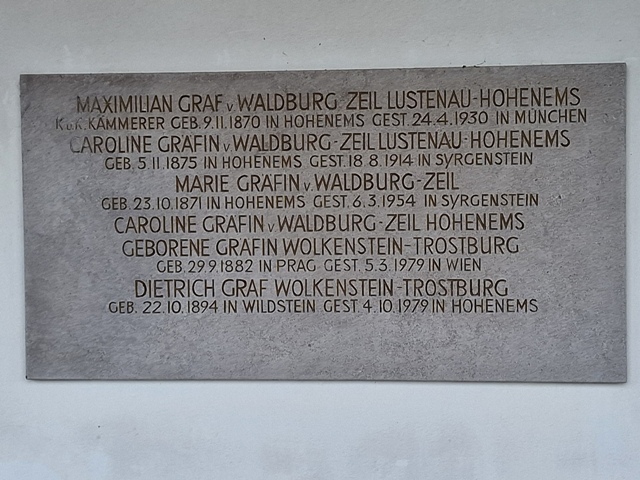 MAXIMILIAN GRAF v. WALDBURG ZEIL LUSTENAU-HOHENEMS
K.u.K. KÄMMERER GEB. 9.11.1870 IN HOHENEMS GEST. 24.4.1930 IN MÜNCHEN
CAROLINE GRÄFIN v. WALDBURG-ZEIL LUSTENAU-HOHENEMS
GEB. 5.11.1875 IN HOHENEMS GEST. 18.8.1914 IN SYRGENSTEIN
MARIE GRÄFIN v. WALDBURG-ZEIL
GEB. 23.10.1871 IN HOHENEMS GEST. 6.3.1954 IN SYRGENSTEIN
CAROLINE GRÄFIN v. WALDBURG-ZEIL HOHENEMS
GEBORENE GRÄFIN WOLKENSTEIN-TROSTBURG
GEB. 29.9.1882 IN PRAG GEST. 5.3.1979 IN WIEN
DIETRICH GRAF WOLKENSTEIN-TROSTBURG
GEB. 22.10.1894 IN WILDSTEIN GEST. 4.10.1979 IN HOHENEMS